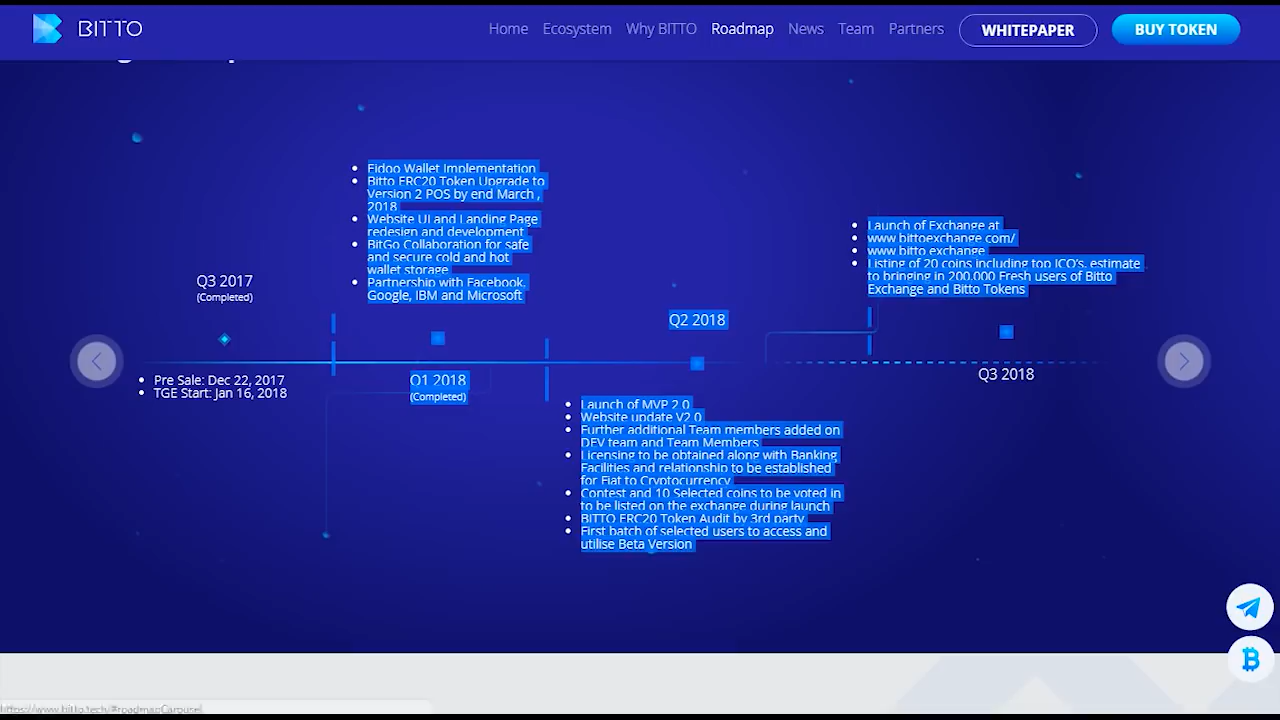 BITTO
Home Ecosystem Why BITTO Roadmap News Team Partners WHITEPAPER BUY TOKEN
Q3 2017
(Completed)
Pre Sale: Dec 22, 2017
TGE Start: Jan 16, 2018
Eidoo Wallet Implementation
Bitto ERC20 Token Upgrade to
Version 2 POS by end March ,
2018
Website UI and Landing Page
redesign and development
BitGo Collaboration for safe
and secure cold and hot
wallet storage
Partnership with Facebook,
Google, IBM and Microsoft
Q1 2018
(Completed)
Q2 2018
Launch of MVP 2.0
Website update V2.0
Further additional Team members added on
DEV team and Team Members
Licensing to be obtained along with Banking
Facilities and relationship to be established
for Fiat to Cryptocurrency
Contest and 10 Selected coins to be voted in
to be listed on the exchange during launch
BITTO ERC20 Token Audit by 3rd party
First batch of selected users to access and
utilise Beta Version
Launch of Exchange at
www.bittoexchange.com/
www.bitto.exchange
Listing of 20 coins including top ICO's, estimate
to bringing in 200,000 Fresh users of Bitto
Exchange and Bitto Tokens
Q3 2018
https://www.bitto.tech/#roadmapCarousel